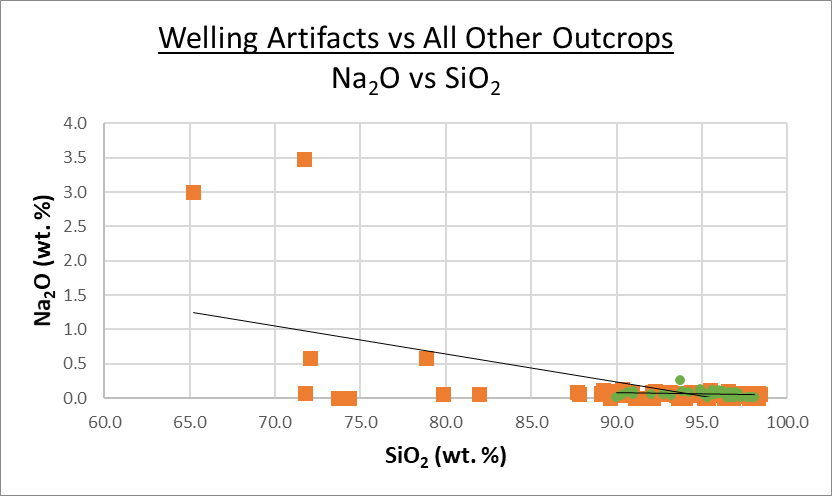 Welling Artifacts vs All Other Outcrops
Na₂O vs SiO₂
4.0
3.5
3.0
2.5
2.0
1.5
1.0
0.5
0.0
Na₂O (wt. %)
60.0 65.0 70.0 75.0 80.0 85.0 90.0 95.0 100.0
SiO₂ (wt. %)